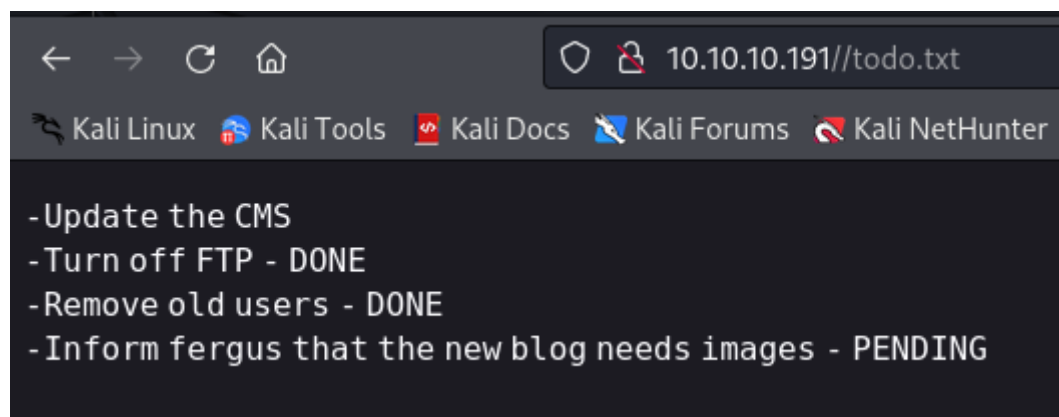 10.10.10.191//todo.txt
Kali Linux Kali Tools Kali Docs Kali Forums Kali NetHunter
-Update the CMS
-Turn off FTP - DONE
-Remove old users - DONE
-Inform fergus that the new blog needs images - PENDING